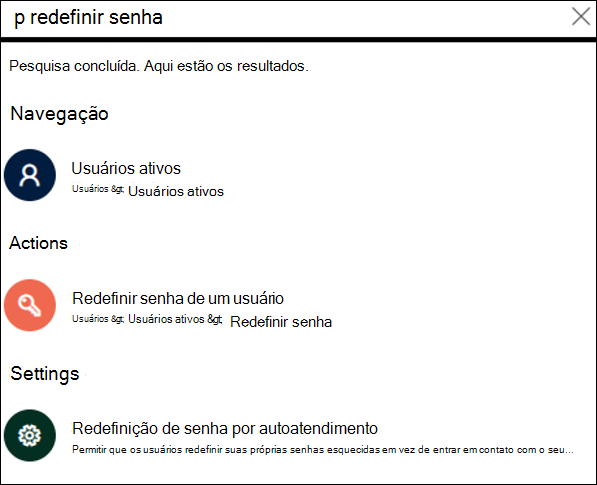 p redefinir senha
Pesquisa concluída. Aqui estão os resultados.
Navegação
Usuários ativos
Usuários &gt; Usuários ativos
Actions
Redefinir senha de um usuário
Usuários &gt; Usuários ativos &gt; Redefinir senha
Settings
Redefinição de senha por autoatendimento
Permitir que os usuários redefinir suas próprias senhas esquecidas em vez de entrar em contato com o seu...